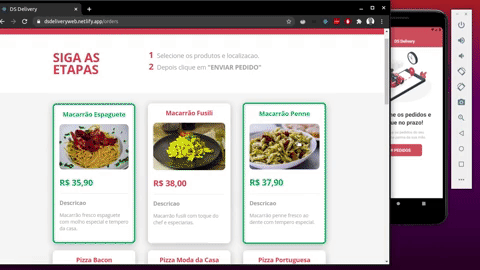 DS Delivery
dsdeliveryweb.netlify.app/orders
DS Delivery
SIGA AS
ETAPAS
1 Selecione os produtos e localizacao.
2 Depois clique em "ENVIAR PEDIDO"
Macarrão Espaguete
R$ 35,90
Descricao
Macarrão fresco espaguete
com molho especial e tempero
da casa.
Macarrão Fusili
R$ 38,00
Descricao
Macarrão fusili com toque do
chef e especiarias.
Macarrão Penne
R$ 37,90
Descricao
Macarrão penne fresco ao
dente com tempero especial.
Pizza Bacon
Pizza Moda da Casa
Pizza Portuguesa
he os pedidos e
ue no prazo!
PEDIDOS